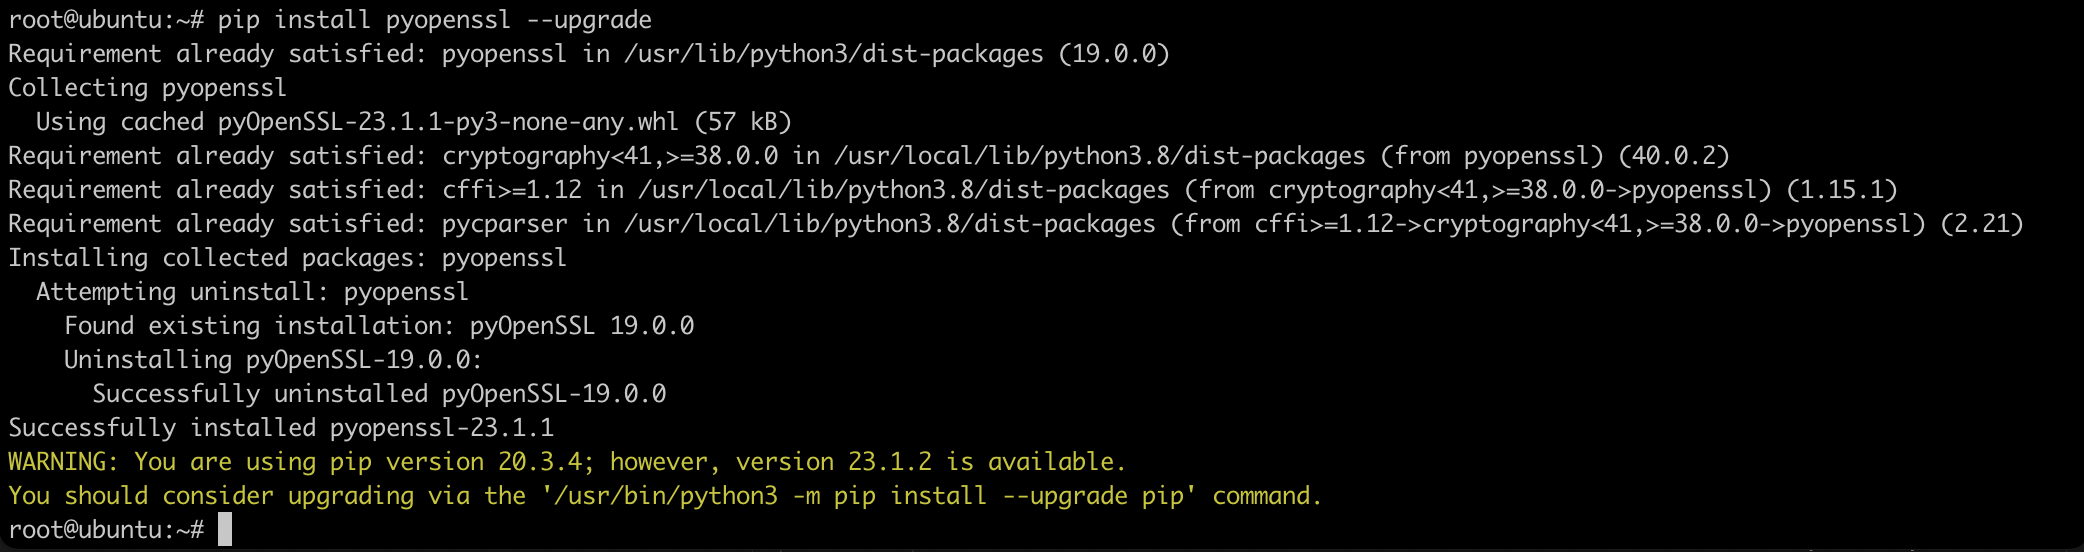 root@ubuntu:~# pip install pyopenssl --upgrade
Requirement already satisfied: pyopenssl in /usr/lib/python3/dist-packages (19.0.0)
Collecting pyopenssl
  Using cached pyOpenSSL-23.1.1-py3-none-any.whl (57 kB)
Requirement already satisfied: cryptography<41,>=38.0.0 in /usr/local/lib/python3.8/dist-packages (from pyopenssl) (40.0.2)
Requirement already satisfied: cffi>=1.12 in /usr/local/lib/python3.8/dist-packages (from cryptography<41,>=38.0.0->pyopenssl) (1.15.1)
Requirement already satisfied: pycparser in /usr/local/lib/python3.8/dist-packages (from cffi>=1.12->cryptography<41,>=38.0.0->pyopenssl) (2.21)
Installing collected packages: pyopenssl
  Attempting uninstall: pyopenssl
    Found existing installation: pyOpenSSL 19.0.0
    Uninstalling pyOpenSSL-19.0.0:
      Successfully uninstalled pyOpenSSL-19.0.0
Successfully installed pyopenssl-23.1.1
WARNING: You are using pip version 20.3.4; however, version 23.1.2 is available.
You should consider upgrading via the '/usr/bin/python3 -m pip install --upgrade pip' command.
root@ubuntu:~#